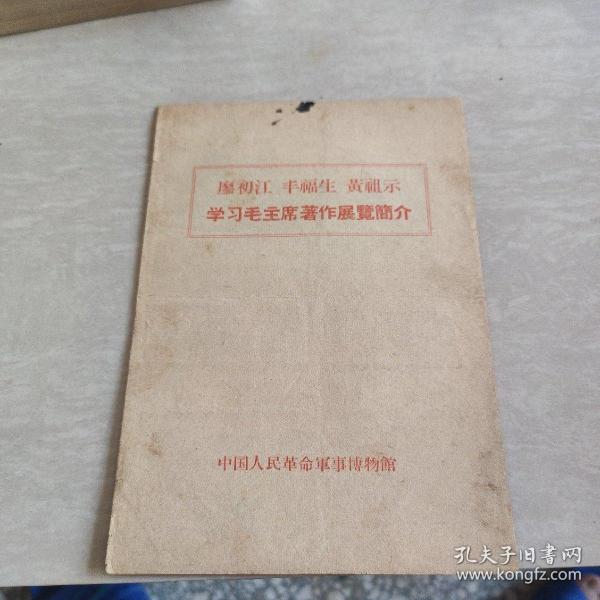 廖初江 丰福生 黄祖示
学习毛主席著作展覽簡介
中国人民革命軍事博物館
孔夫子旧書网
www.kongfz.com